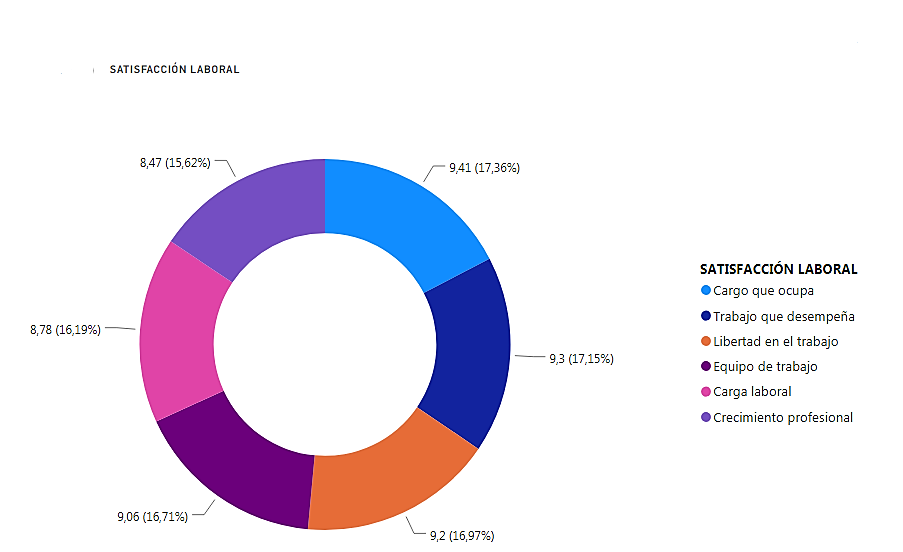 SATISFACCIÓN LABORAL
8,47 (15,62%)
9,41 (17,36%)
8,78 (16,19%)
9,3 (17,15%)
9,06 (16,71%)
9,2 (16,97%)
SATISFACCIÓN LABORAL
Cargo que ocupa
Trabajo que desempeña
Libertad en el trabajo
Equipo de trabajo
Carga laboral
Crecimiento profesional